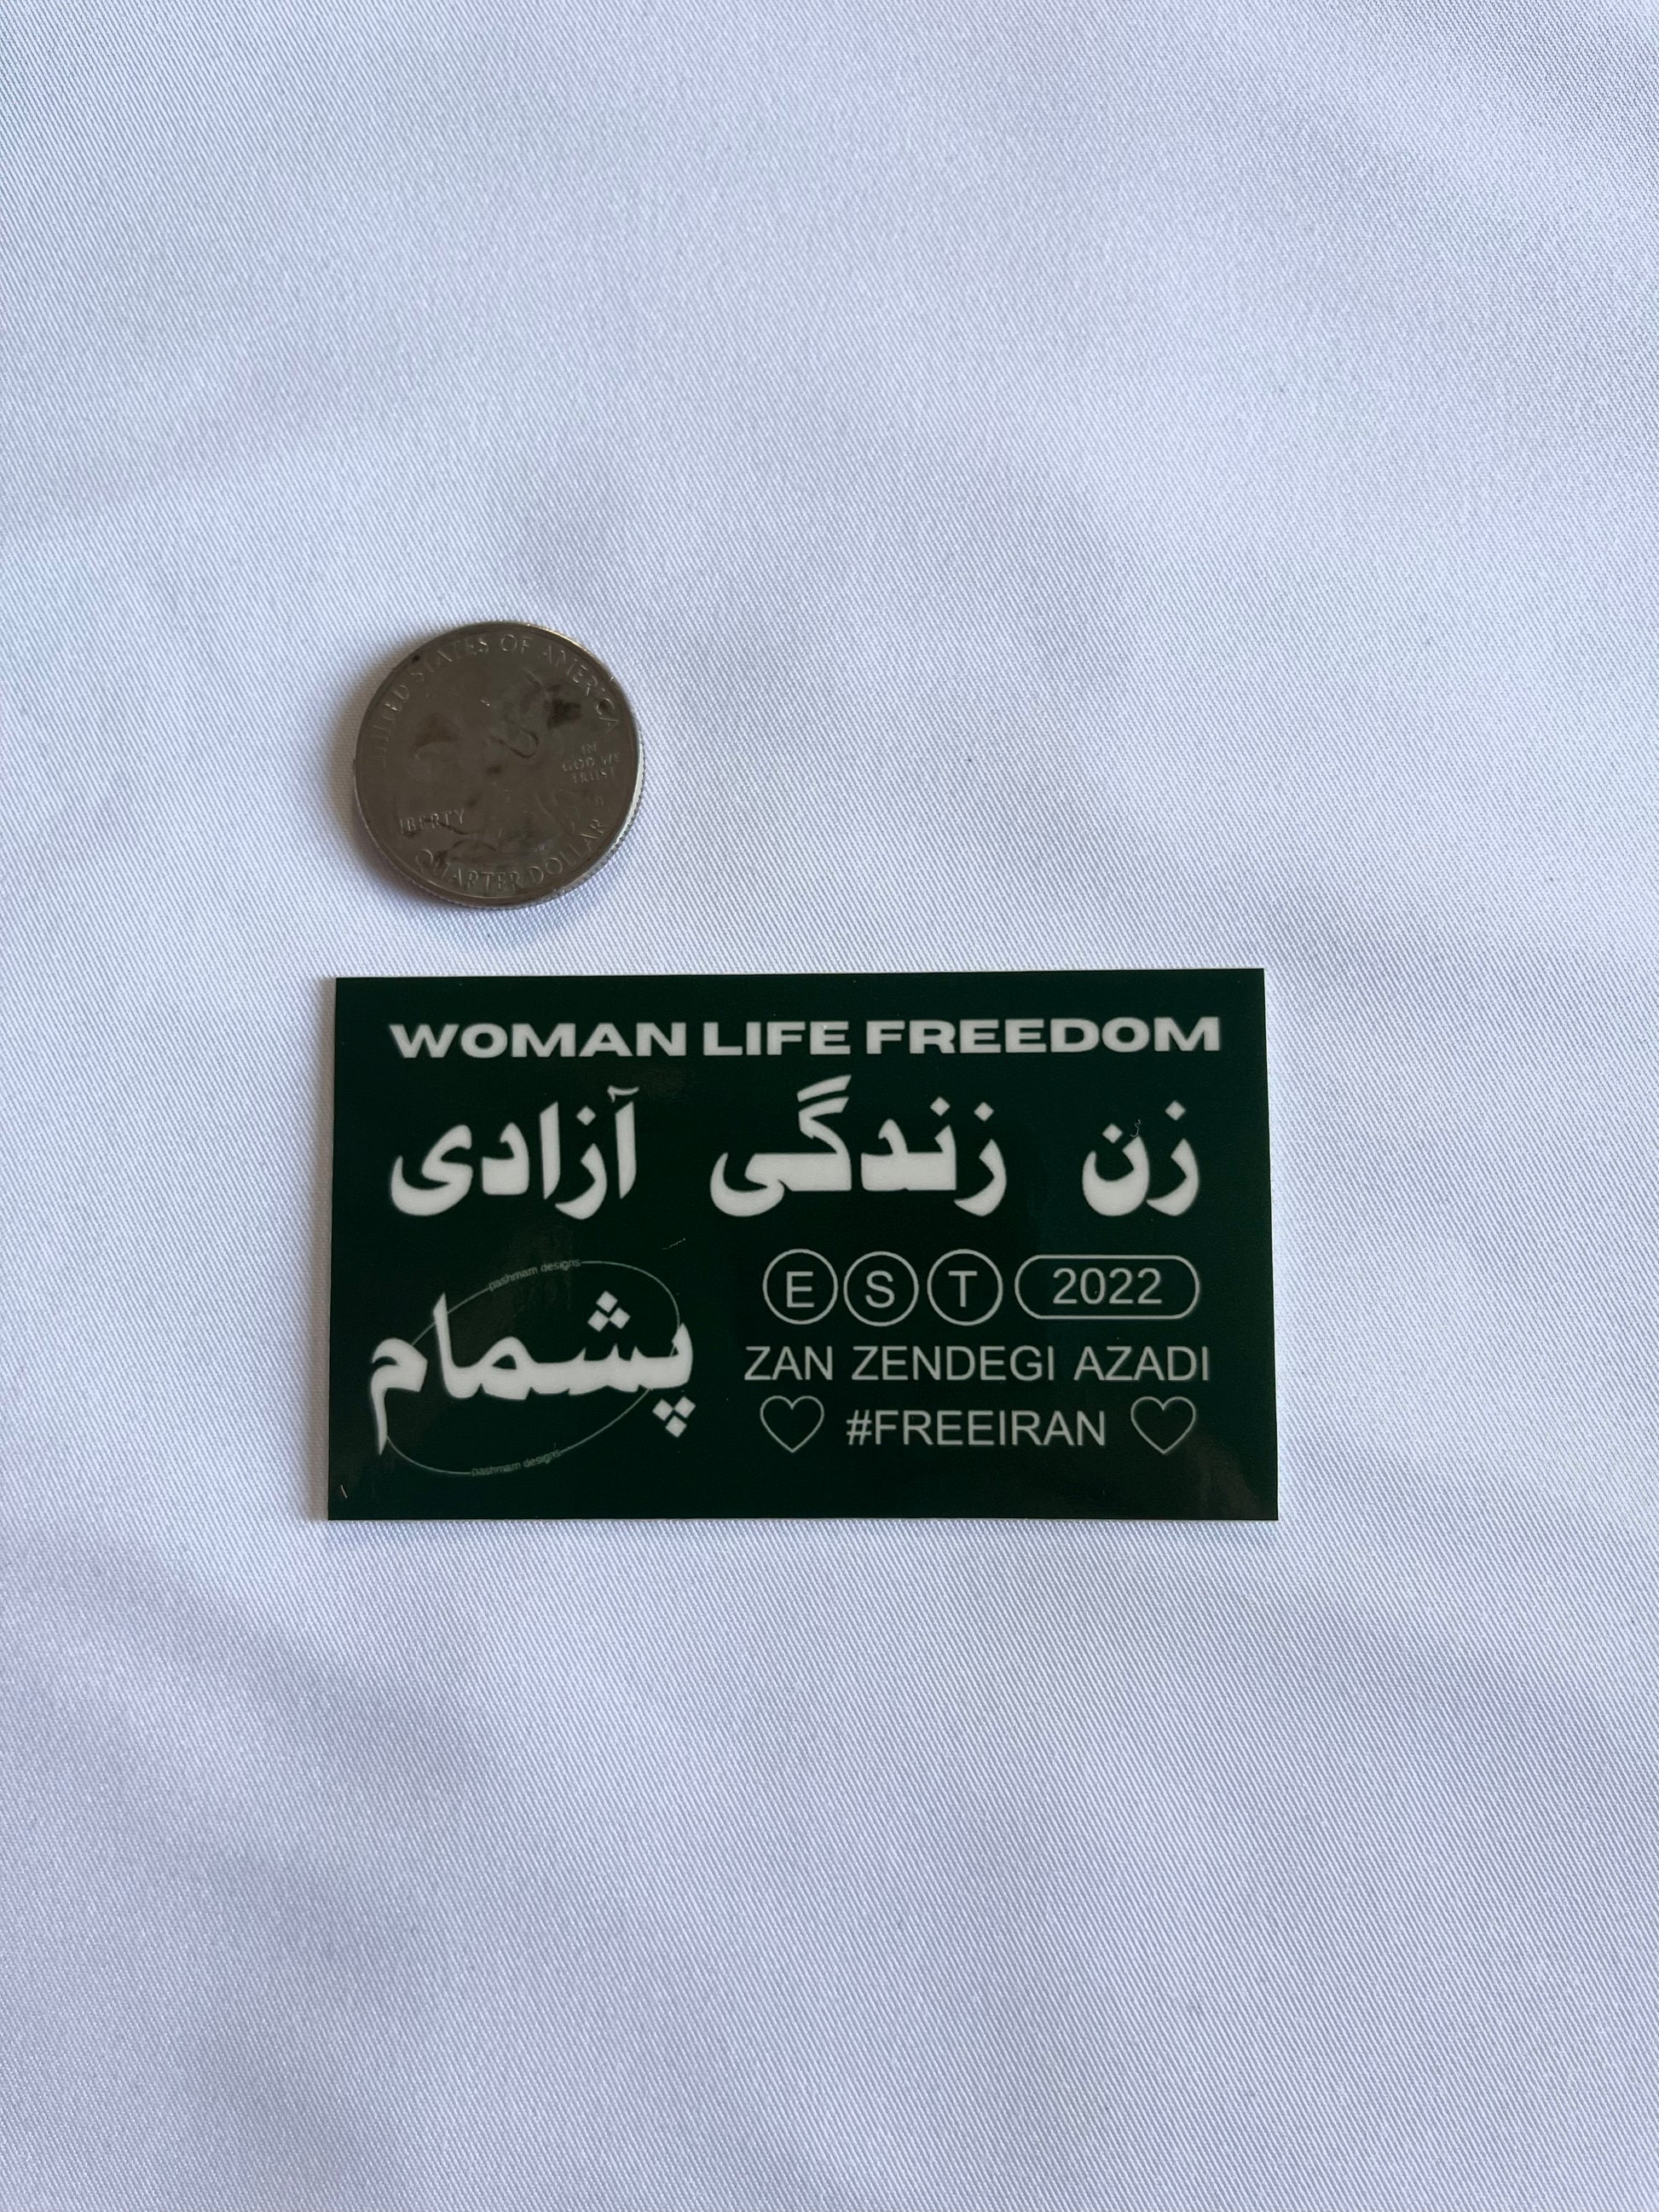 UNITED STATES OF AMERICA
IN
GOD WE
TRUST
LIBERTY
QUARTER DOLLAR
WOMAN LIFE FREEDOM
زن زندگی آزادی
pashmam designs
پشمام
pashmam designs
EST 2022
ZAN ZENDEGI AZADI
#FREEIRAN